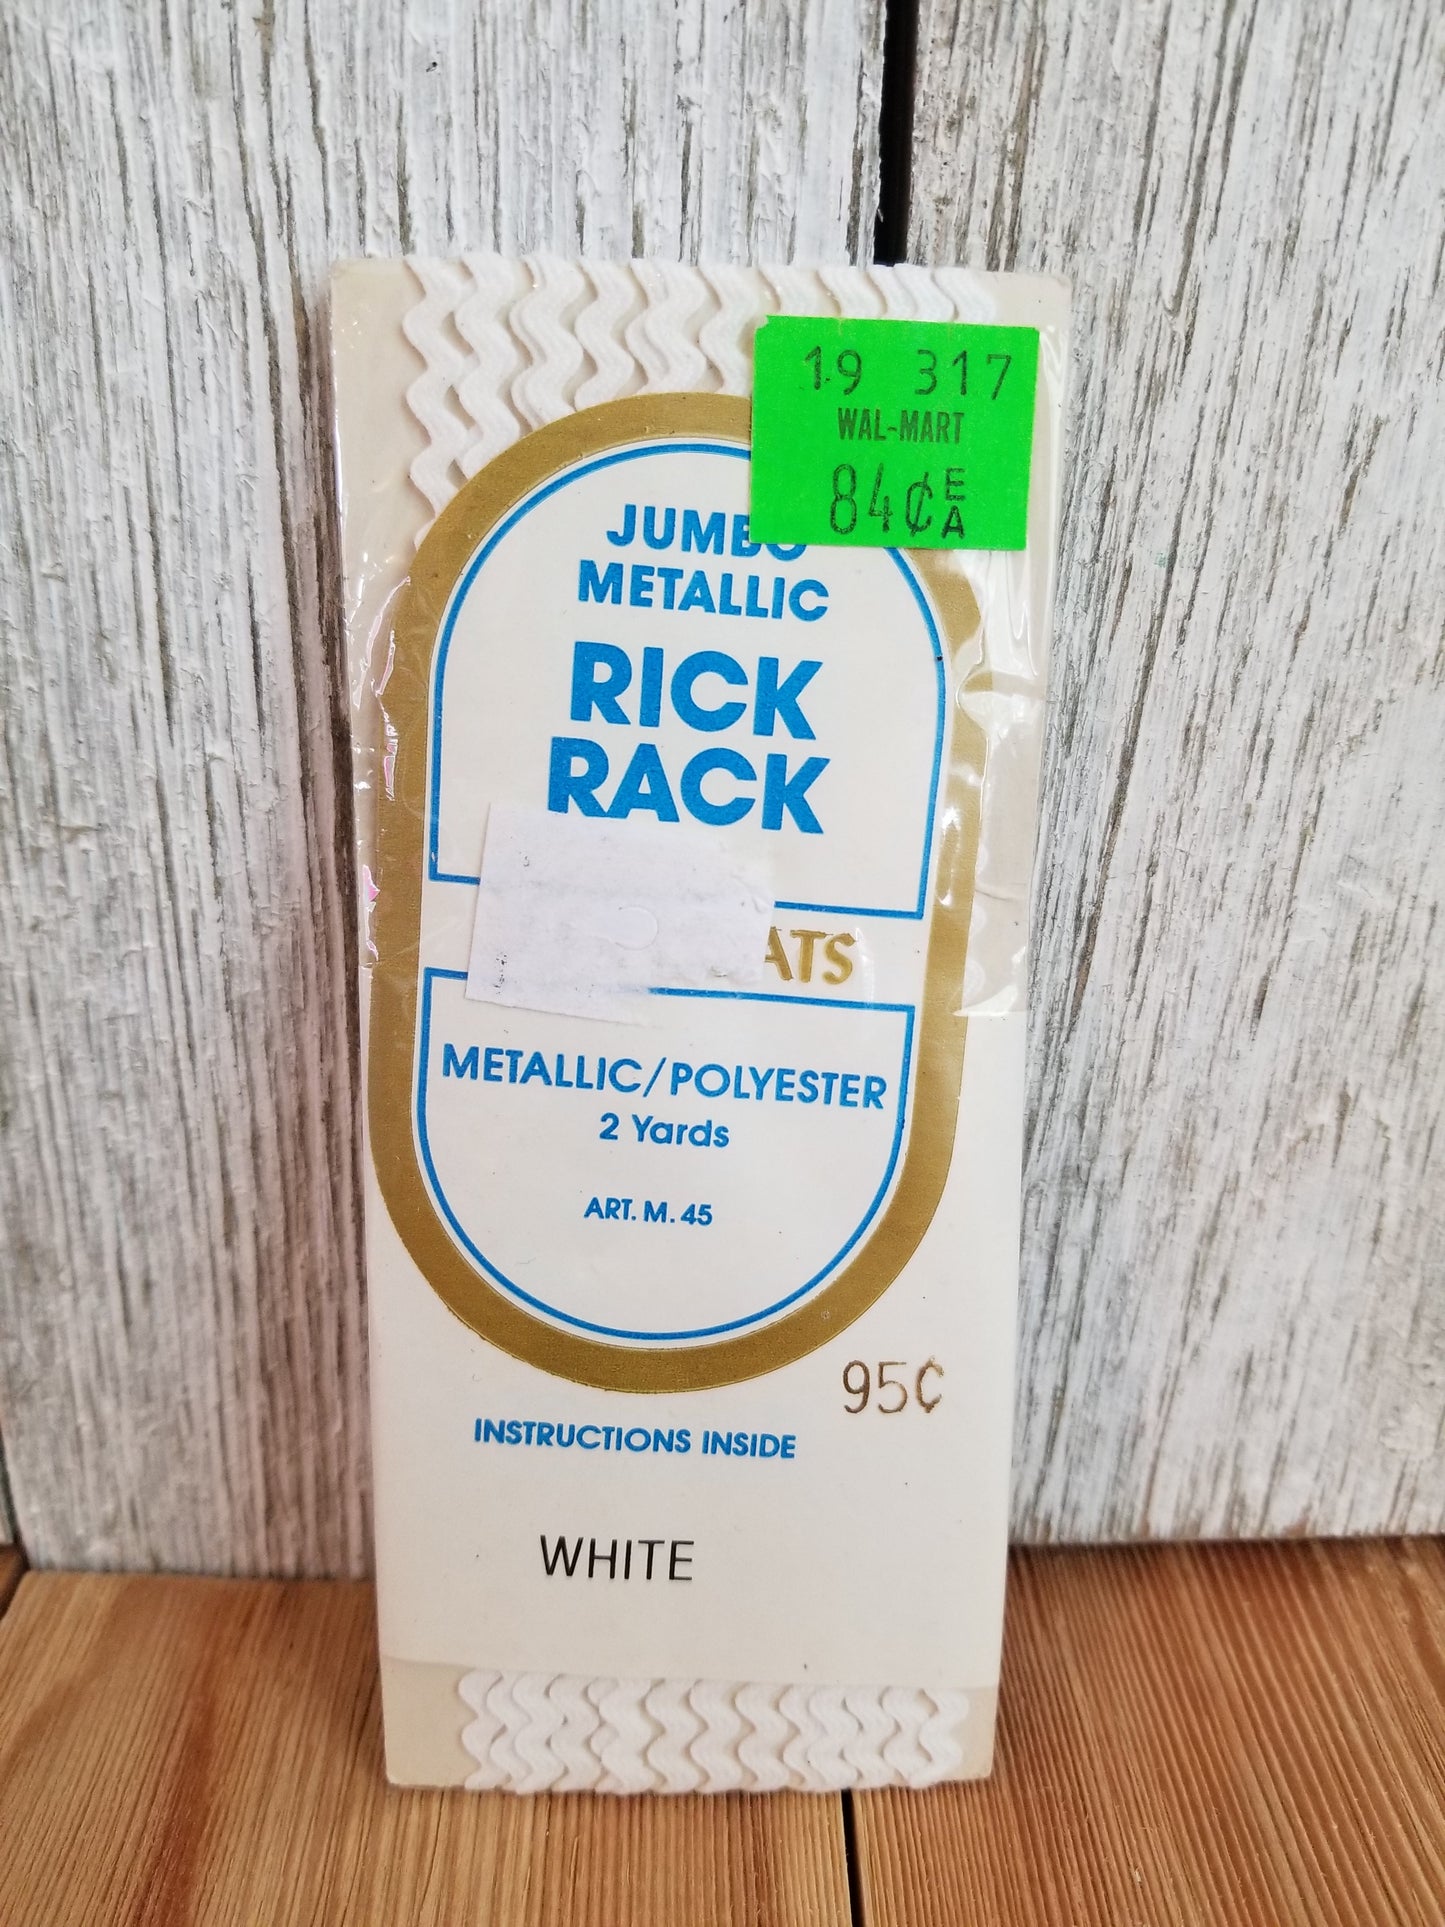 19 317
WAL-MART
84¢ EA
JUMBO
METALLIC
RICK
RACK
ATS
METALLIC/POLYESTER
2 Yards
ART. M. 45
95¢
INSTRUCTIONS INSIDE
WHITE